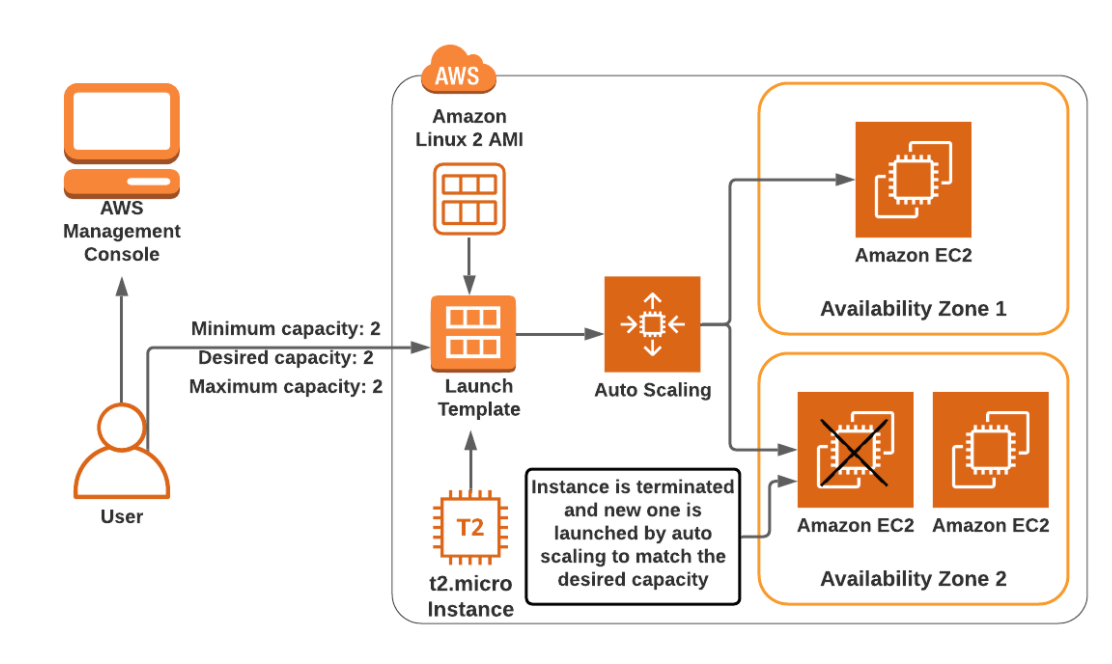 AWS
Amazon
Linux 2 AMI
AWS
Management
Console
Amazon EC2
Availability Zone 1
Minimum capacity: 2
Desired capacity: 2
Maximum capacity: 2
Launch
Template
Auto Scaling
User
T2
t2.micro
Instance
Instance is terminated
and new one is
launched by auto
scaling to match the
desired capacity
Amazon EC2
Amazon EC2
Availability Zone 2